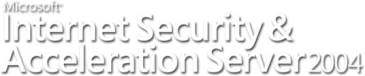 Microsoft®
Internet Security &
Acceleration Server 2004